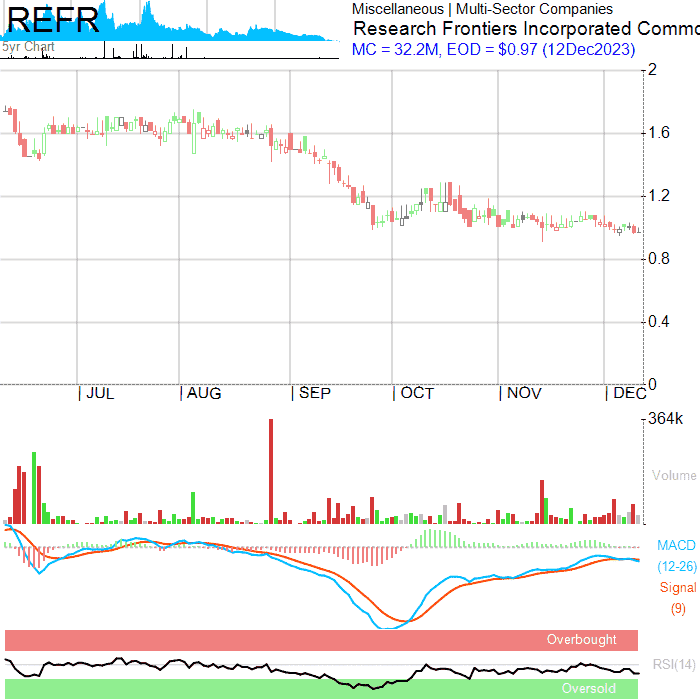 REFR
5yr Chart
Miscellaneous | Multi-Sector Companies
Research Frontiers Incorporated Commo
MC = 32.2M, EOD = $0.97 (12Dec2023)
2
1.6
1.2
0.8
0.4
0
| JUL | AUG | SEP | OCT | NOV | DEC
364k
Volume
MACD
(12-26)
Signal
(9)
Overbought
RSI(14)
Oversold